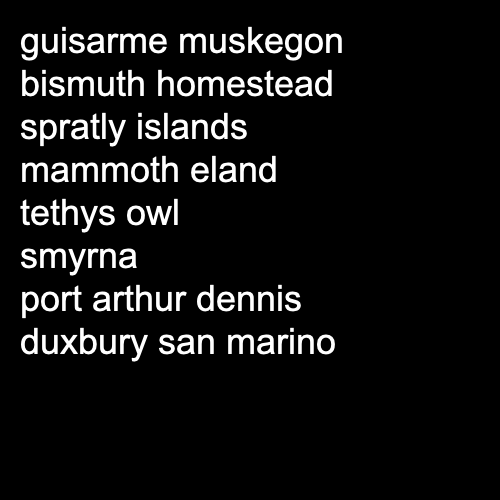 guisarme muskegon
bismuth homestead
spratly islands
mammoth eland
tethys owl
smyrna
port arthur dennis
duxbury san marino